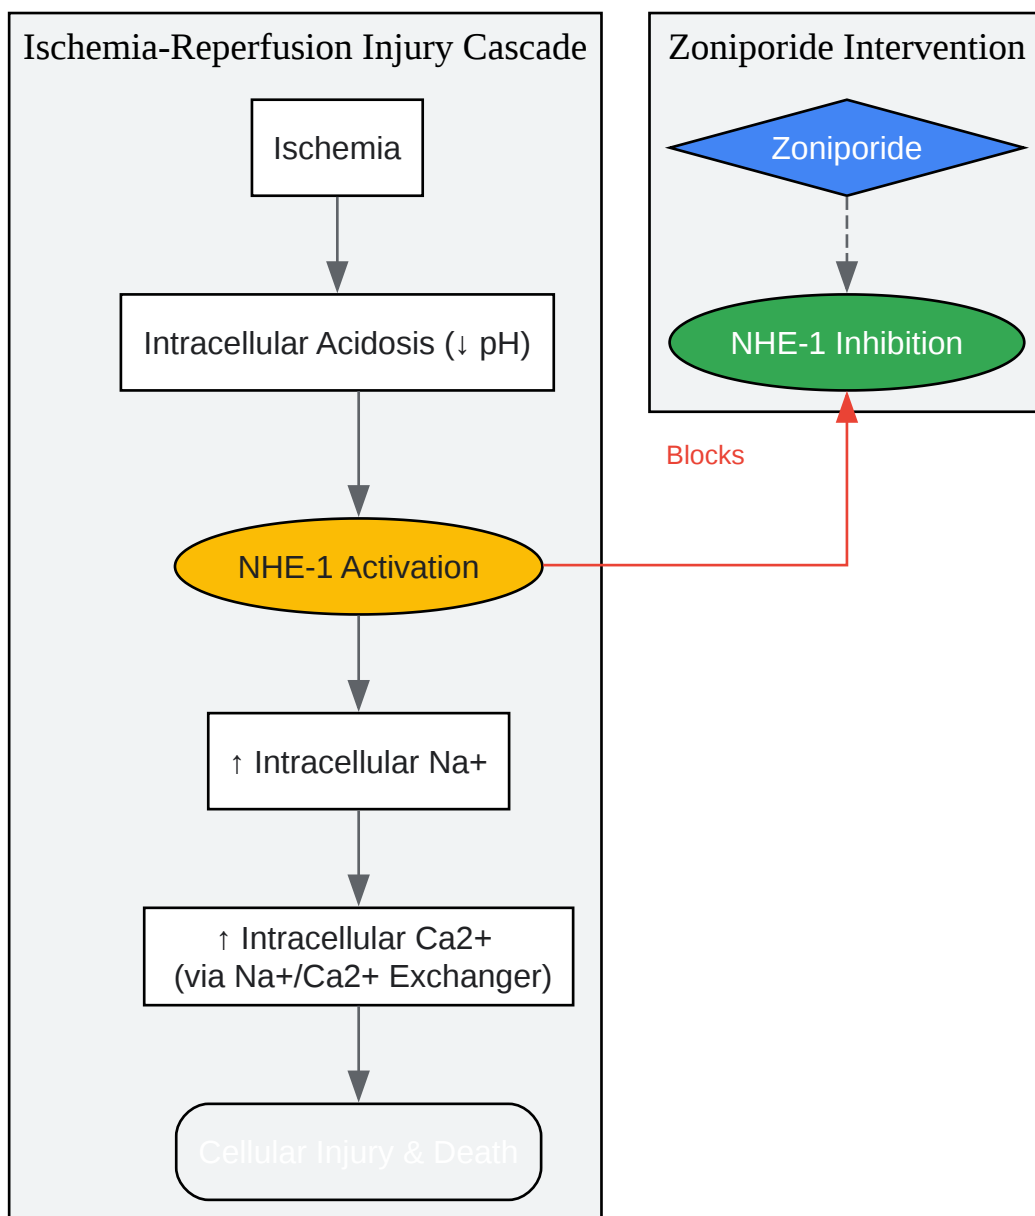 Ischemia-Reperfusion Injury Cascade
Ischemia
Intracellular Acidosis (↓ pH)
NHE-1 Activation
↑ Intracellular Na+
↑ Intracellular Ca2+
(via Na+/Ca2+ Exchanger)
Cellular Injury & Death
Zoniporide Intervention
Zoniporide
NHE-1 Inhibition
Blocks